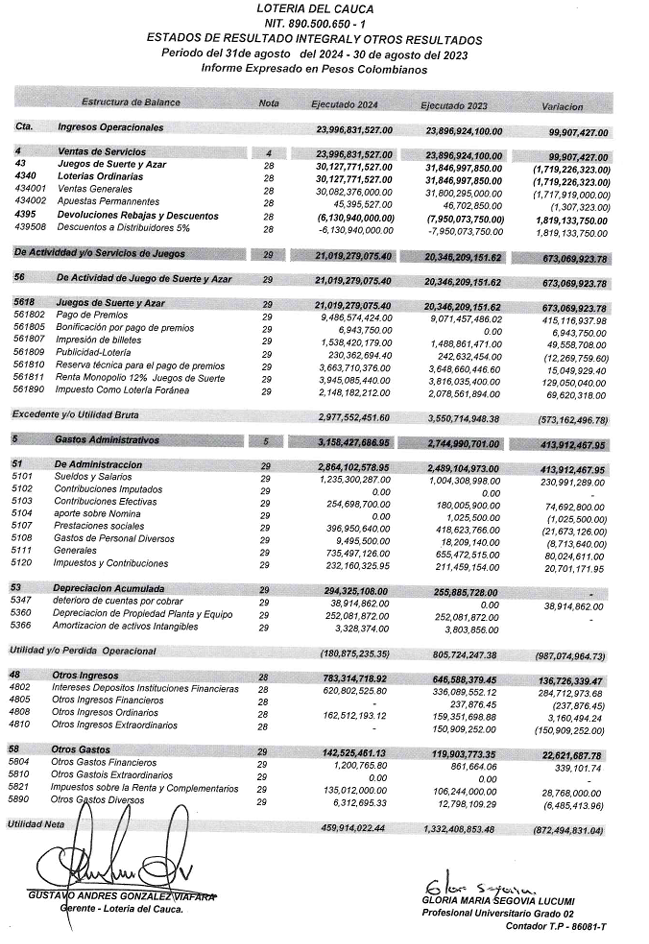 LOTERIA DEL CAUCA
NIT. 890.500.650 - 1
ESTADOS DE RESULTADO INTEGRALY OTROS RESULTADOS
Periodo del 31de agosto del 2024 - 30 de agosto del 2023
Informe Expresado en Pesos Colombianos
Estructura de Balance Nota Ejecutado 2024 Ejecutado 2023 Variacion
Cta. Ingresos Operacionales 23,996,831,527.00 23,896,924,100.00 99,907,427.00
4 Ventas de Servicios 4 23,996,831,527.00 23,896,924,100.00 99,907,427.00
43 Juegos de Suerte y Azar 28 30,127,771,527.00 31,846,997,850.00 (1,719,226,323.00)
4340 Loterias Ordinarias 28 30,127,771,527.00 31,846,997,850.00 (1,719,226,323.00)
434001 Ventas Generales 28 30,082,376,000.00 31,800,295,000.00 (1,717,919,000.00)
434002 Apuestas Permannentes 28 45,395,527.00 46,702,850.00 (1,307,323.00)
4395 Devoluciones Rebajas y Descuentos 28 (6,130,940,000.00) (7,950,073,750.00) 1,819,133,750.00
439508 Descuentos a Distribuidores 5% 28 -6,130,940,000.00 -7,950,073,750.00 1,819,133,750.00
De Actividdad y/o Servicios de Juegos 29 21,019,279,075.40 20,346,209,151.62 673,069,923.78
56 De Actividad de Juego de Suerte y Azar 29 21,019,279,075.40 20,346,209,151.62 673,069,923.78
5618 Juegos de Suerte y Azar 29 21,019,279,075.40 20,346,209,151.62 673,069,923.78
561802 Pago de Premios 29 9,486,574,424.00 9,071,457,486.02 415,116,937.98
561805 Bonificación por pago de premios 29 6,943,750.00 0.00 6,943,750.00
561807 Impresión de billetes 29 1,538,420,179.00 1,488,861,471.00 49,558,708.00
561809 Publicidad-Lotería 29 230,362,694.40 242,632,454.00 (12,269,759.60)
561810 Reserva técnica para el pago de premios 29 3,663,710,376.00 3,648,660,446.60 15,049,929.40
561811 Renta Monopolio 12% Juegos de Suerte 29 3,945,085,440.00 3,816,035,400.00 129,050,040.00
561890 Impuesto Como Lotería Foránea 29 2,148,182,212.00 2,078,561,894.00 69,620,318.00
Excedente y/o Utilidad Bruta 2,977,552,451.60 3,550,714,948.38 (573,162,496.78)
5 Gastos Administrativos 5 3,158,427,686.95 2,744,990,701.00 413,912,467.95
51 De Administraccion 29 2,864,102,578.95 2,489,104,973.00 413,912,467.95
5101 Sueldos y Salarios 29 1,235,300,287.00 1,004,308,998.00 230,991,289.00
5102 Contribuciones Imputados 29 0.00 0.00 -
5103 Contribuciones Efectivas 29 254,698,700.00 180,005,900.00 74,692,800.00
5104 aporte sobre Nomina 29 0.00 1,025,500.00 (1,025,500.00)
5107 Prestaciones sociales 29 396,950,640.00 418,623,766.00 (21,673,126.00)
5108 Gastos de Personal Diversos 29 9,495,500.00 18,209,140.00 (8,713,640.00)
5111 Generales 29 735,497,126.00 655,472,515.00 80,024,611.00
5120 Impuestos y Contribuciones 29 232,160,325.95 211,459,154.00 20,701,171.95
53 Depreciacion Acumulada 29 294,325,108.00 255,885,728.00 -
5347 deterioro de cuentas por cobrar 29 38,914,862.00 0.00 38,914,862.00
5360 Depreciacion de Propiedad Planta y Equipo 29 252,081,872.00 252,081,872.00 -
5366 Amortizacion de activos Intangibles 29 3,328,374.00 3,803,856.00
Utilidad y/o Perdida Operacional (180,875,235.35) 805,724,247.38 (987,074,964.73)
48 Otros Ingresos 28 783,314,718.92 646,588,379.45 136,726,339.47
4802 Intereses Depositos Instituciones Financieras 28 620,802,525.80 336,089,552.12 284,712,973.68
4805 Otros Ingresos Financieros 28 - 237,876.45 (237,876.45)
4808 Otros Ingresos Ordinarios 28 162,512,193.12 159,351,698.88 3,160,494.24
4810 Otros Ingresos Extraordinarios 28 - 150,909,252.00 (150,909,252.00)
58 Otros Gastos 29 142,525,461.13 119,903,773.35 22,621,687.78
5804 Otros Gastos Financieros 29 1,200,765.80 861,664.06 339,101.74
5810 Otros Gastois Extraordinarios 29 0.00 0.00 -
5821 Impuestos sobre la Renta y Complementarios 29 135,012,000.00 106,244,000.00 28,768,000.00
5890 Otros Gastos Diversos 29 6,312,695.33 12,798,109.29 (6,485,413.96)
Utilidad Neta 459,914,022.44 1,332,408,853.48 (872,494,831.04)
GUSTAVO ANDRES GONZALEZ VIAFARA
Gerente - Loteria del Cauca.
GLORIA MARIA SEGOVIA LUCUMI
Profesional Universitario Grado 02
Contador T.P - 86081-T